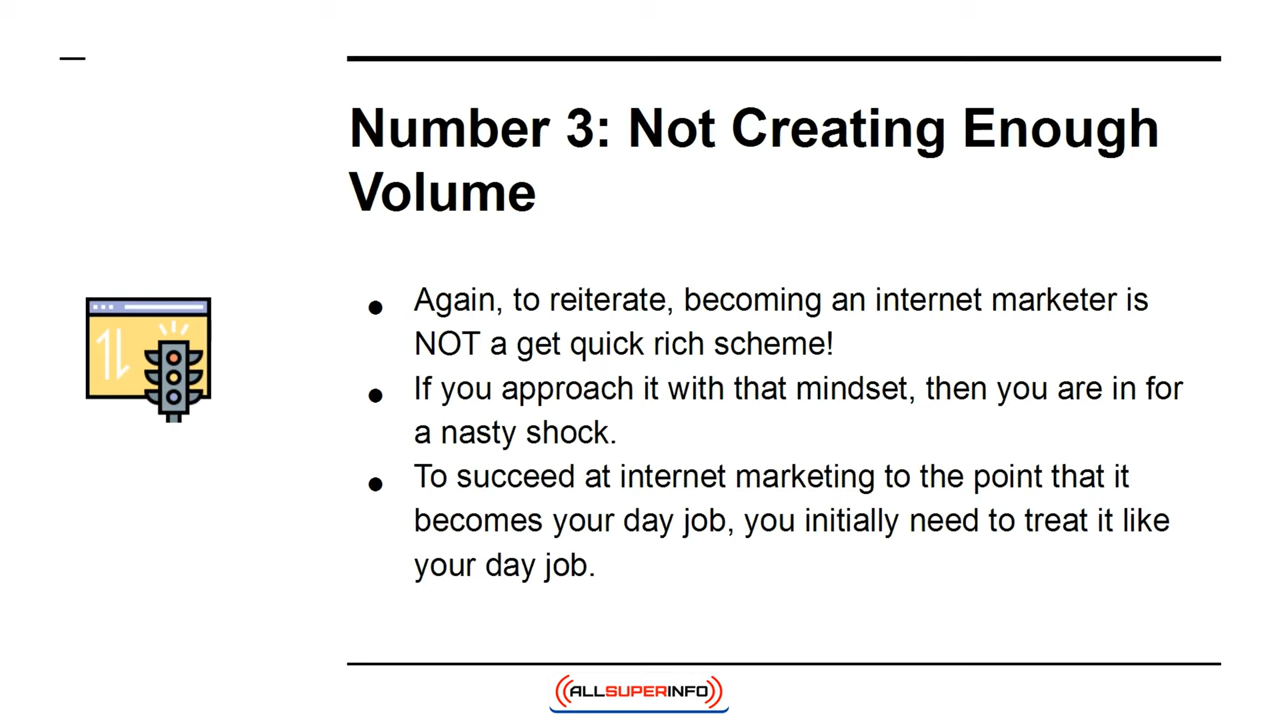 Number 3: Not Creating Enough
Volume
● Again, to reiterate, becoming an internet marketer is
NOT a get quick rich scheme!
● If you approach it with that mindset, then you are in for
a nasty shock.
● To succeed at internet marketing to the point that it
becomes your day job, you initially need to treat it like
your day job.
ALLSUPERINFO